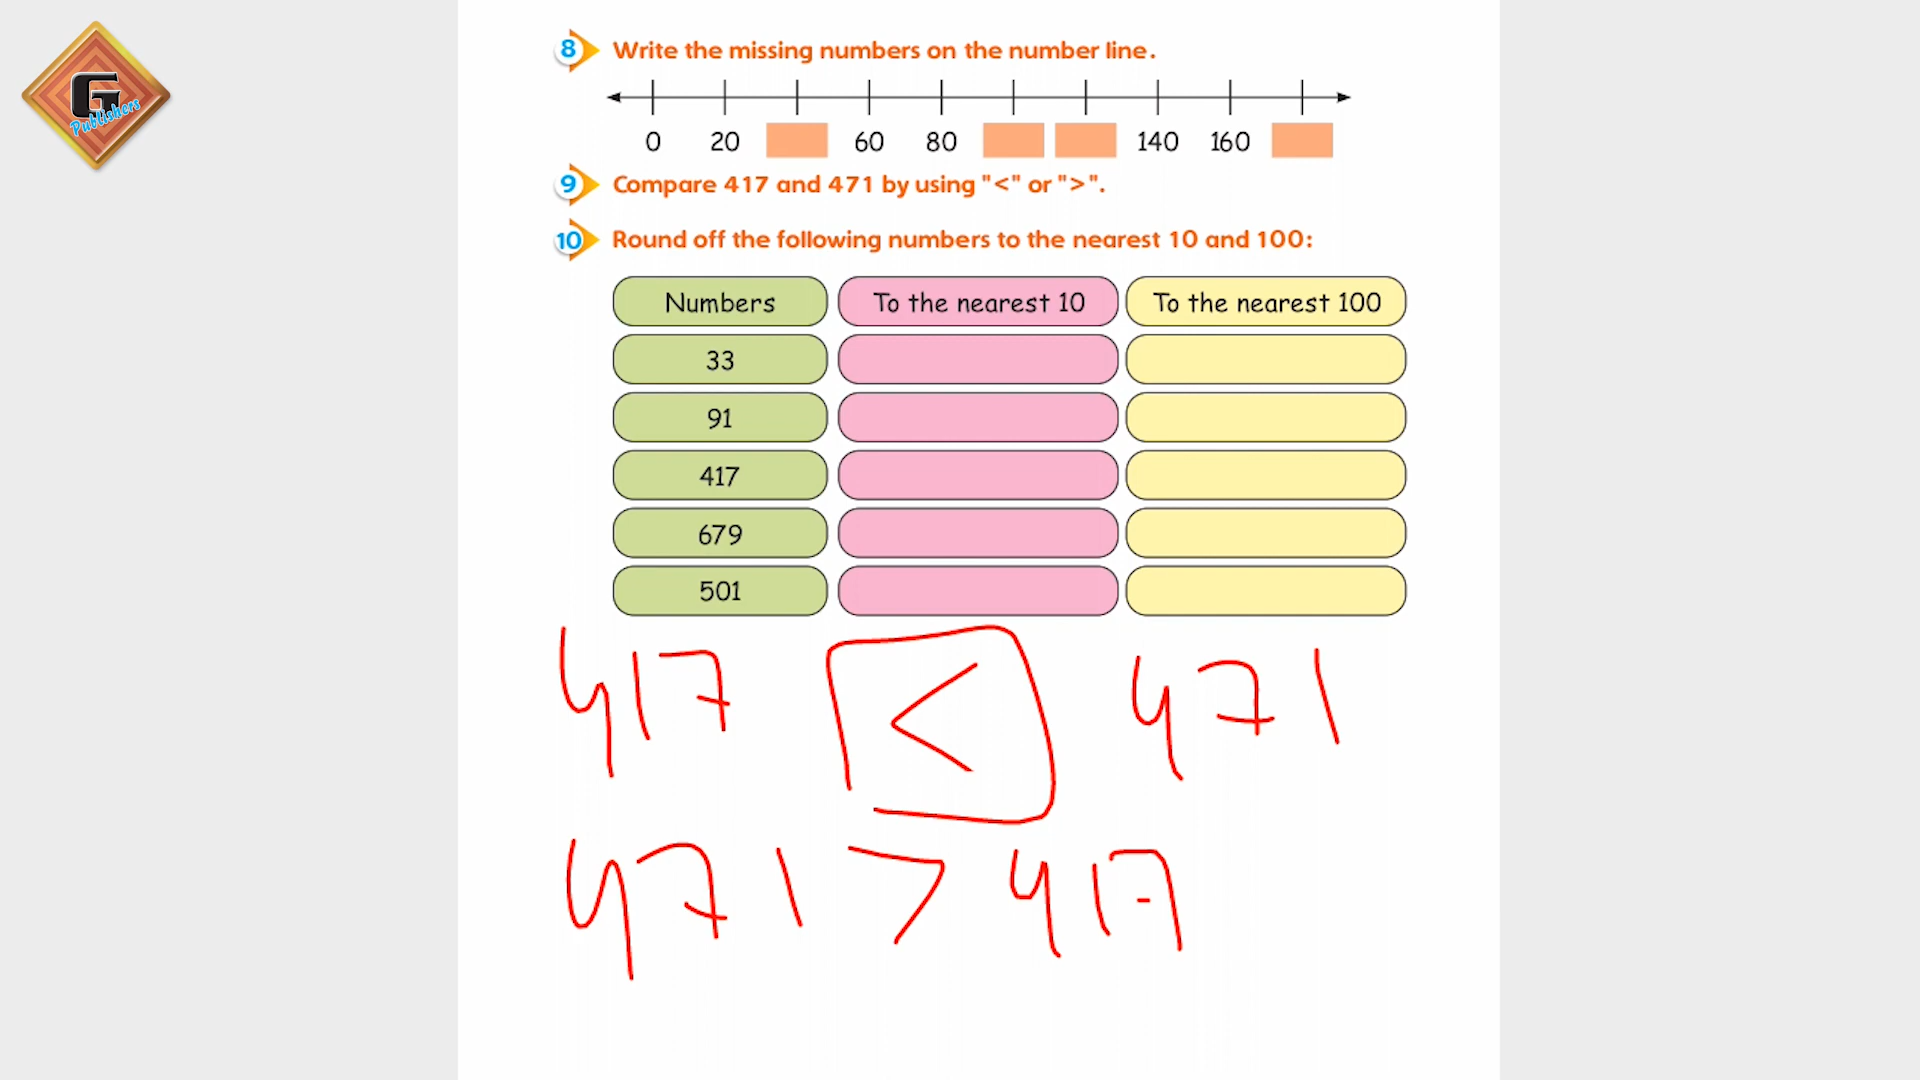 G
Publishers
8 Write the missing numbers on the number line.
0 20 60 80 140 160
9 Compare 417 and 471 by using "<" or ">".
10 Round off the following numbers to the nearest 10 and 100:
Numbers To the nearest 10 To the nearest 100
33
91
417
679
501
417 < 471
471 > 417